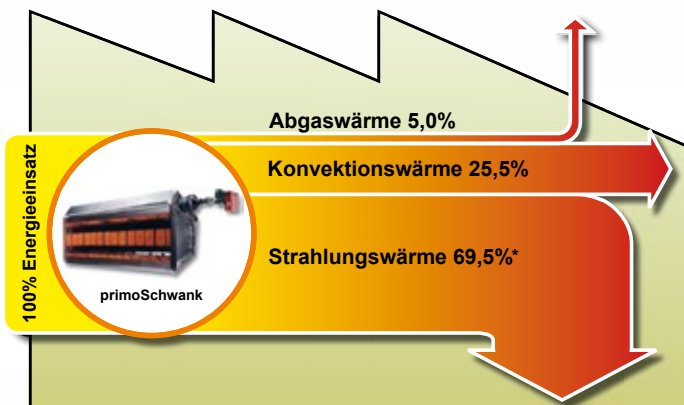 Abgaswärme 5,0%
Konvektionswärme 25,5%
100% Energieeinsatz
Strahlungswärme 69,5%*
primoSchwank